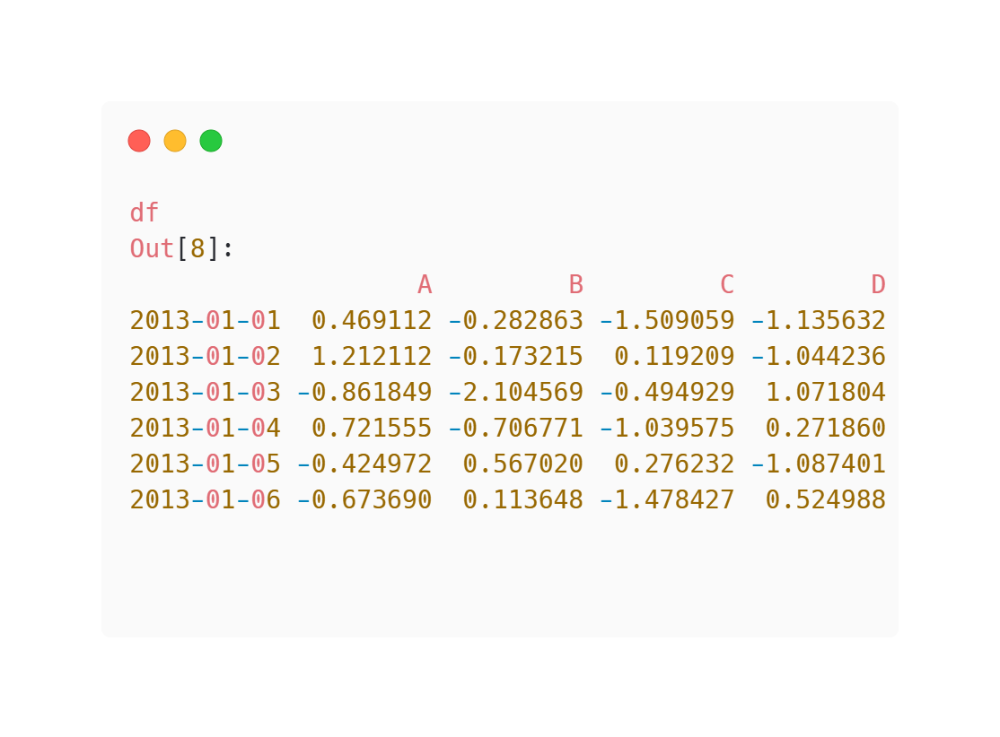 df
Out[8]:
                   A         B         C         D
2013-01-01  0.469112 -0.282863 -1.509059 -1.135632
2013-01-02  1.212112 -0.173215  0.119209 -1.044236
2013-01-03 -0.861849 -2.104569 -0.494929  1.071804
2013-01-04  0.721555 -0.706771 -1.039575  0.271860
2013-01-05 -0.424972  0.567020  0.276232 -1.087401
2013-01-06 -0.673690  0.113648 -1.478427  0.524988